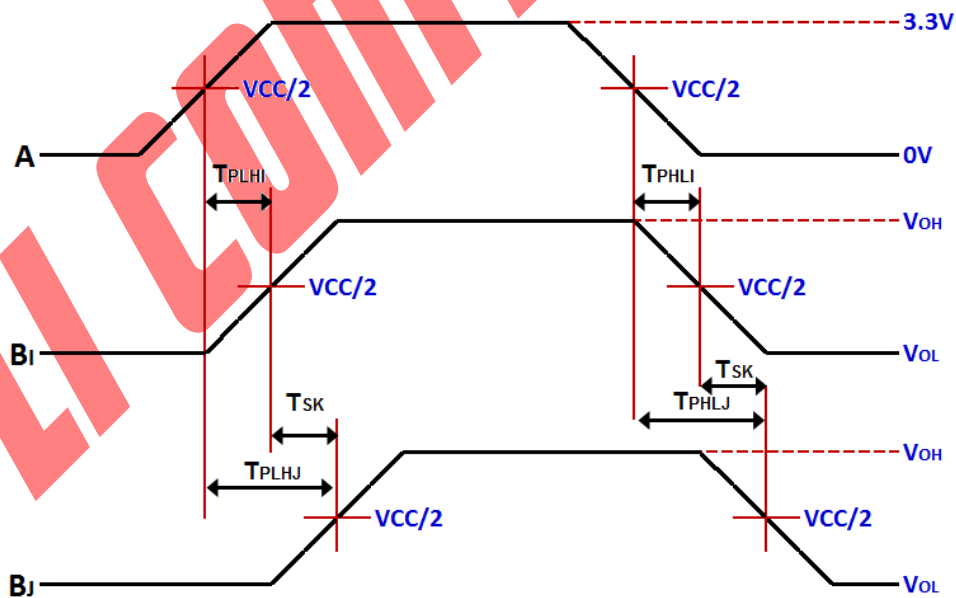 3.3V
VCC/2
VCC/2
A
0V
TPLHI
TPHLI
VOH
VCC/2
VCC/2
BI
VOL
TSK
TSK
TPHLJ
VOH
TPLHJ
VCC/2
VCC/2
BJ
VOL